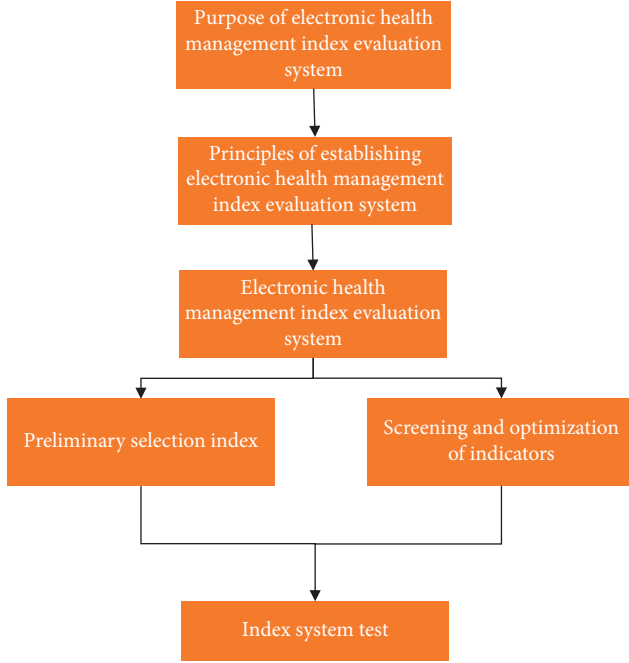 Purpose of electronic health
management index evaluation
system
Principles of establishing
electronic health management
index evaluation system
Electronic health
management index evaluation
system
Preliminary selection index
Screening and optimization
of indicators
Index system test